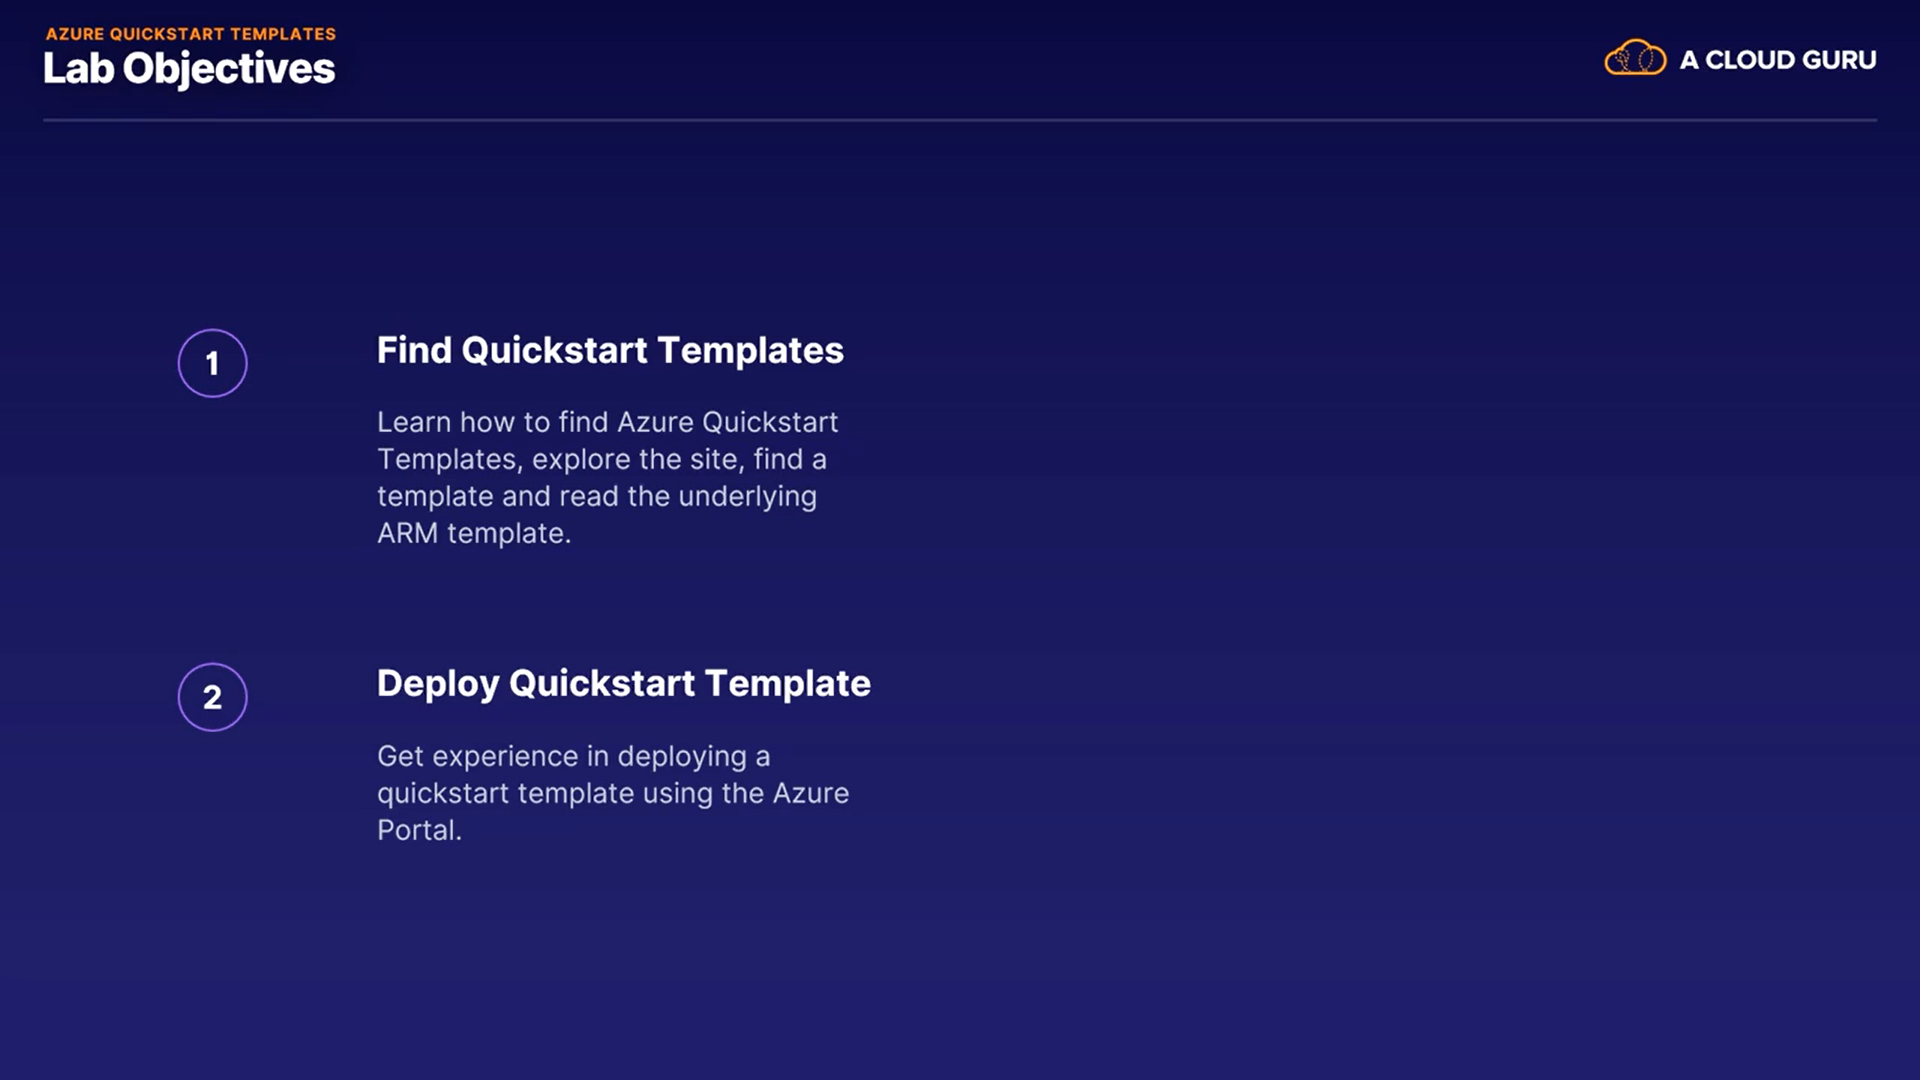 AZURE QUICKSTART TEMPLATES
Lab Objectives
A CLOUD GURU
1
Find Quickstart Templates
Learn how to find Azure Quickstart
Templates, explore the site, find a
template and read the underlying
ARM template.
2
Deploy Quickstart Template
Get experience in deploying a
quickstart template using the Azure
Portal.